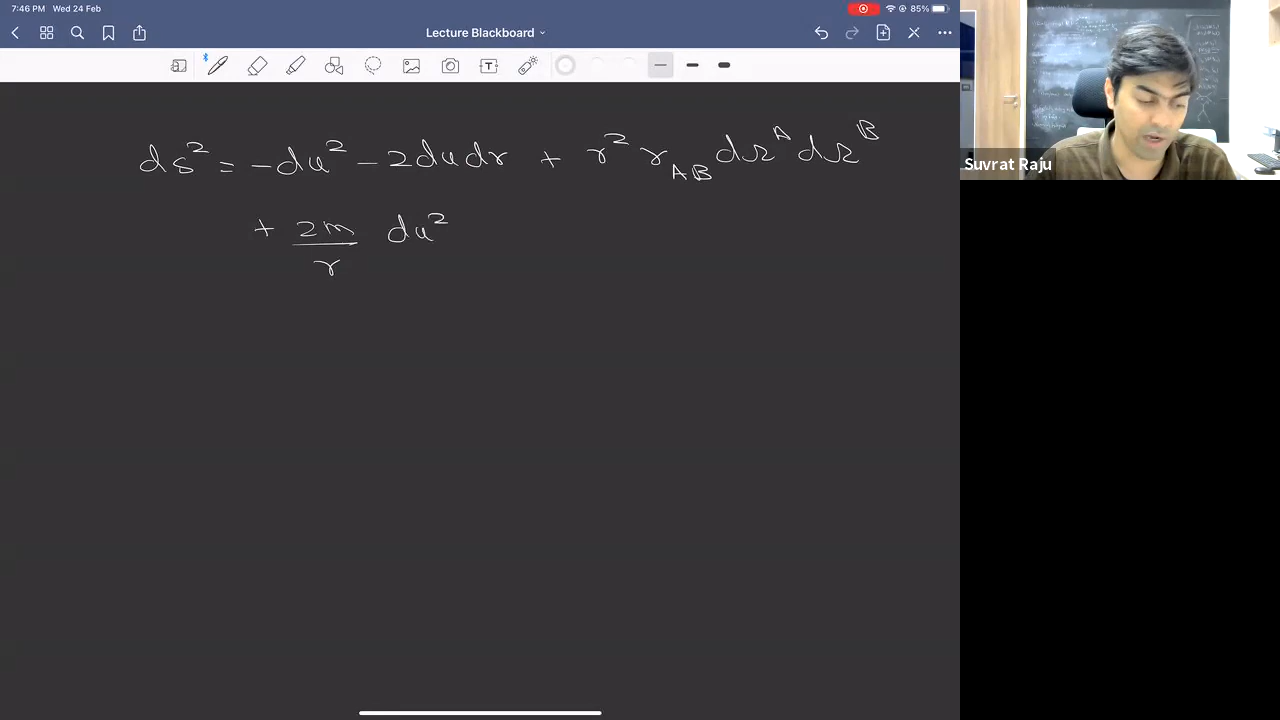 7:46 PM Wed 24 Feb
85%
Lecture Blackboard
T
ds² = -du² - 2du dr + r² γ_AB dΩ^A dΩ^B
+ 2m/r du²
Suvrat Raju